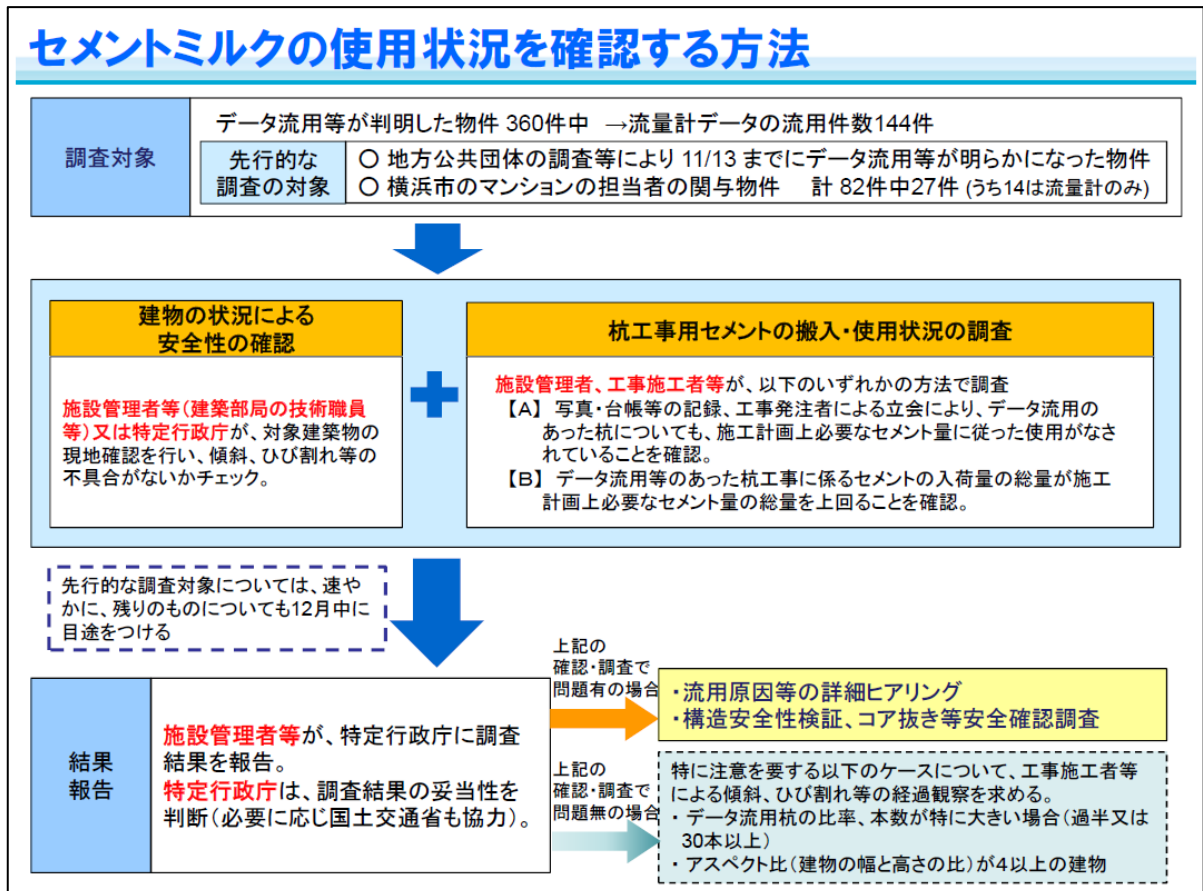 セメントミルクの使用状況を確認する方法
調査対象
データ流用等が判明した物件 360件中 →流量計データの流用件数144件
先行的な
調査の対象
○ 地方公共団体の調査等により 11/13 までにデータ流用等が明らかになった物件
○ 横浜市のマンションの担当者の関与物件 計 82件中27件 (うち14は流量計のみ)
建物の状況による
安全性の確認
施設管理者等(建築部局の技術職員
等)又は特定行政庁が、対象建築物の
現地確認を行い、傾斜、ひび割れ等の
不具合がないかチェック。
杭工事用セメントの搬入・使用状況の調査
施設管理者、工事施工者等が、以下のいずれかの方法で調査
【A】 写真・台帳等の記録、工事発注者による立会により、データ流用の
あった杭についても、施工計画上必要なセメント量に従った使用がなさ
れていることを確認。
【B】 データ流用等のあった杭工事に係るセメントの入荷量の総量が施工
計画上必要なセメント量の総量を上回ることを確認。
先行的な調査対象については、速や
かに、残りのものについても12月中に
目途をつける
結果
報告
施設管理者等が、特定行政庁に調査
結果を報告。
特定行政庁は、調査結果の妥当性を
判断(必要に応じ国土交通省も協力)。
上記の
確認・調査で
問題有の場合
・流用原因等の詳細ヒアリング
・構造安全性検証、コア抜き等安全確認調査
上記の
確認・調査で
問題無の場合
特に注意を要する以下のケースについて、工事施工者等
による傾斜、ひび割れ等の経過観察を求める。
・データ流用杭の比率、本数が特に大きい場合(過半又は
30本以上)
・アスペクト比(建物の幅と高さの比)が4以上の建物